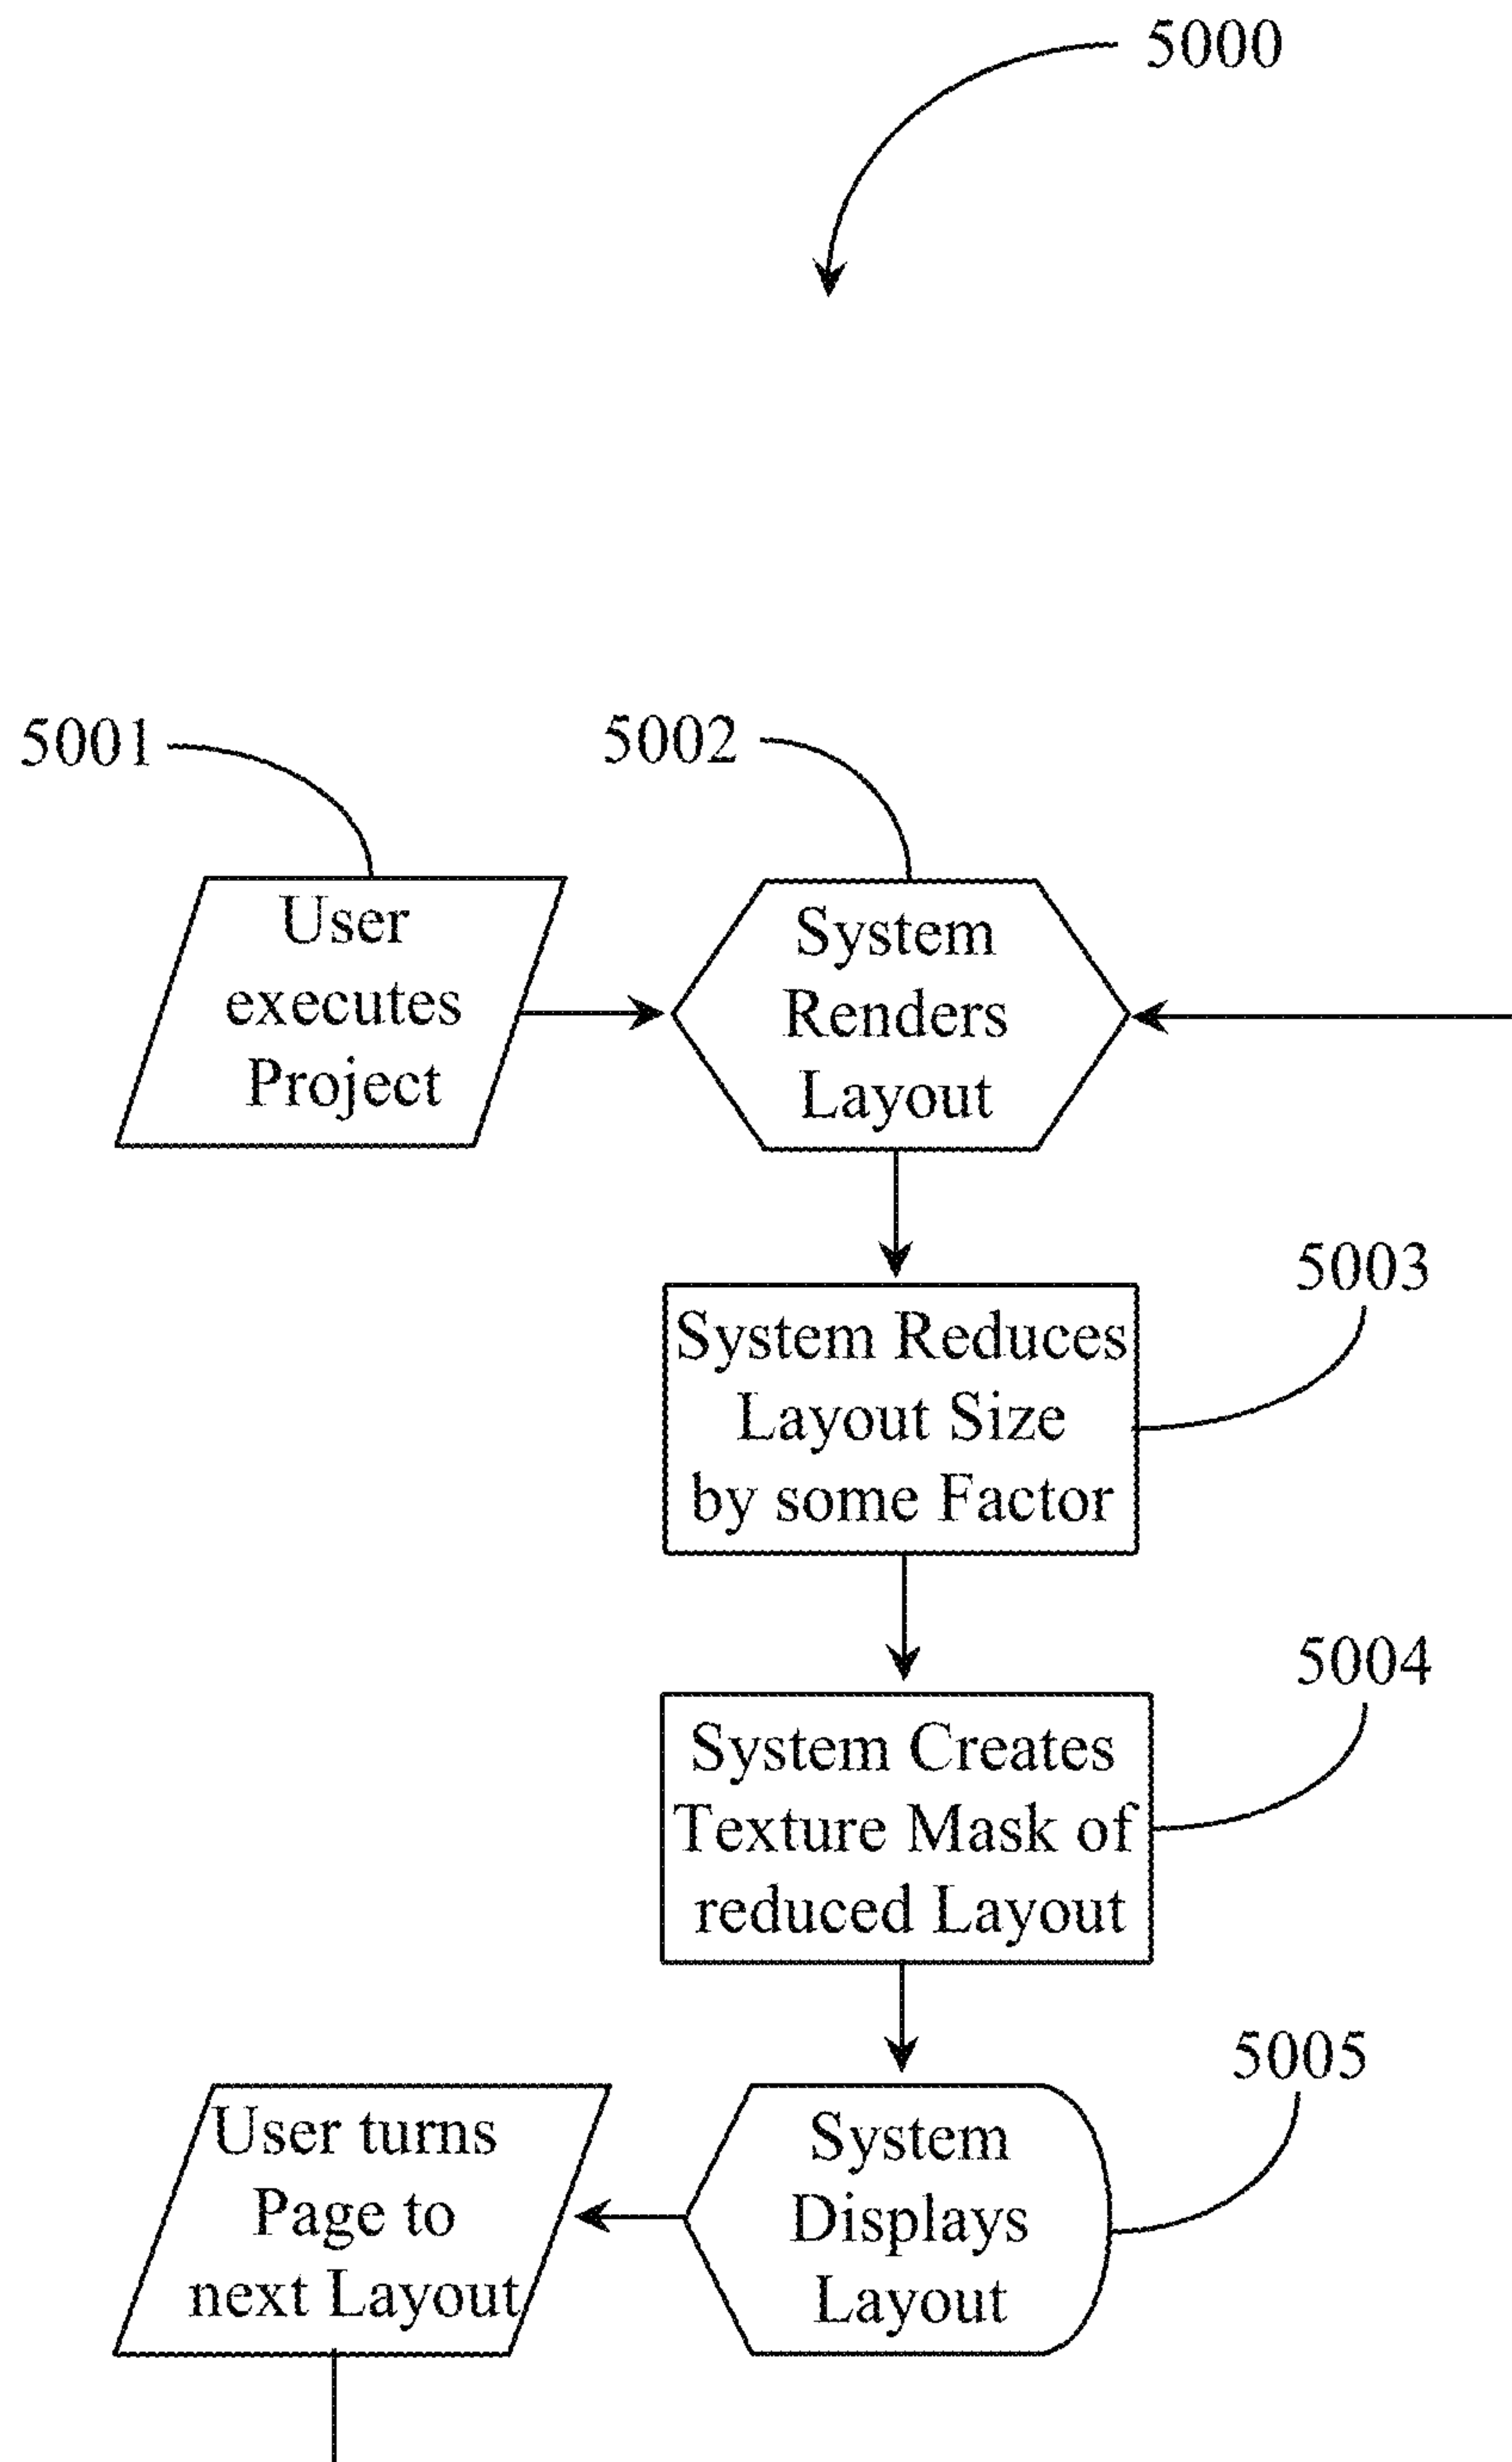 5000
5001
5002
User
executes
Project
System
Renders
Layout
5003
System Reduces
Layout Size
by some Factor
5004
System Creates
Texture Mask of
reduced Layout
5005
System
Displays
Layout
User turns
Page to
next Layout